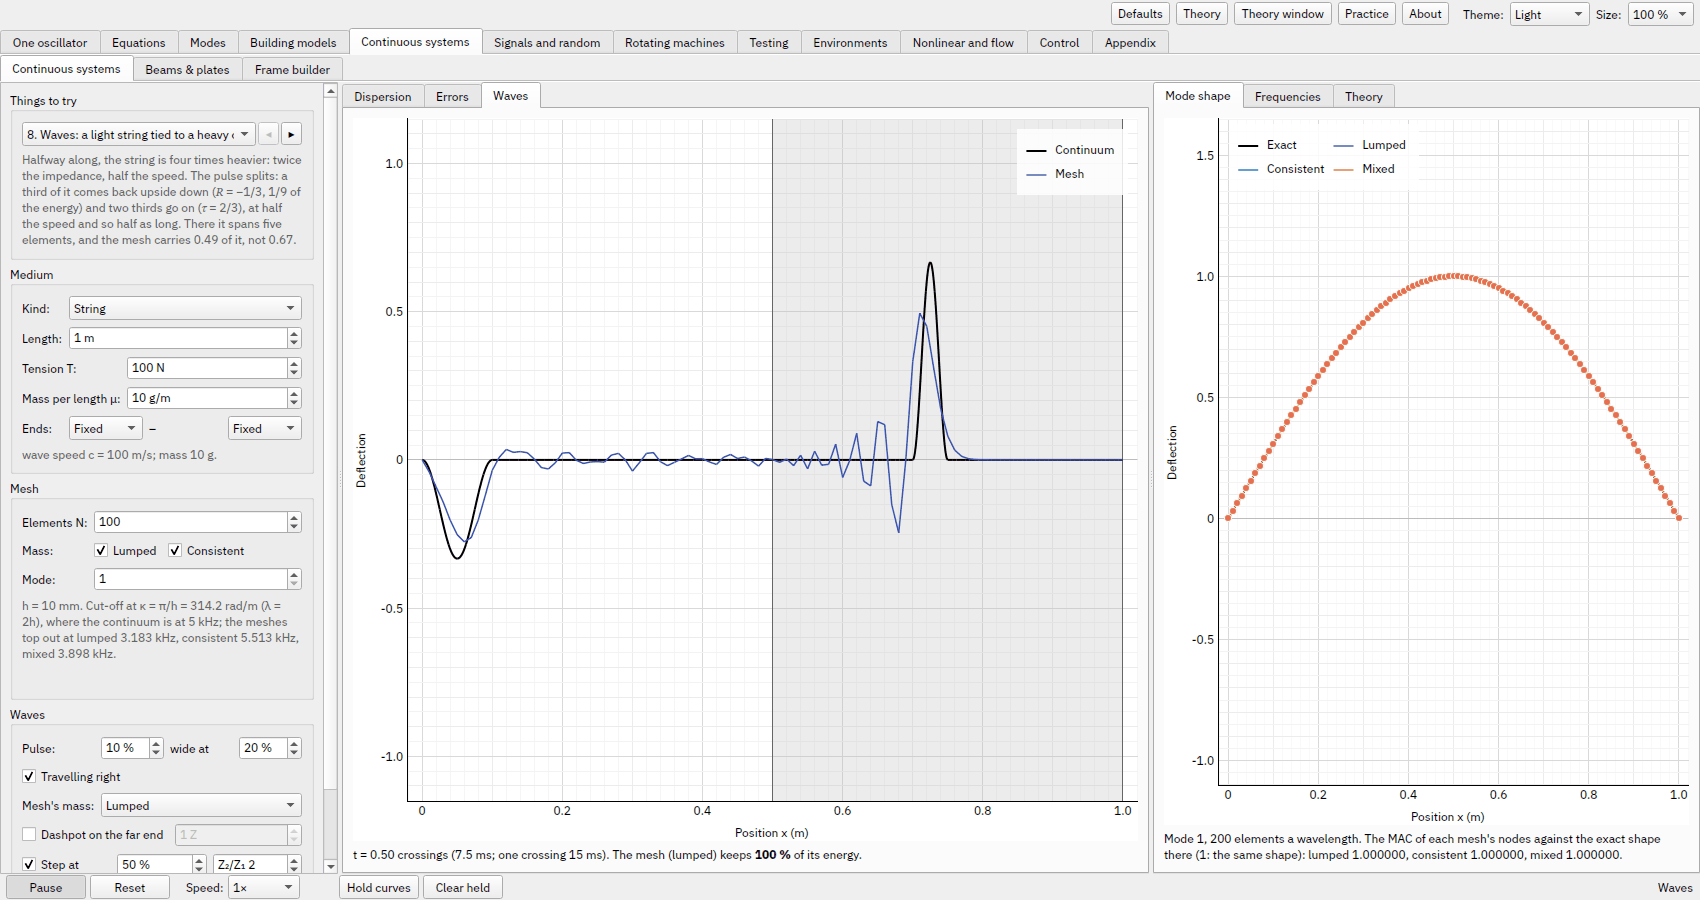 Defaults
Theory
Theory window
Practice
About
Theme:
Light
Size:
100 %
One oscillator
Equations
Modes
Building models
Continuous systems
Signals and random
Rotating machines
Testing
Environments
Nonlinear and flow
Control
Appendix
Continuous systems
Beams & plates
Frame builder
Things to try
8. Waves: a light string tied to a heavy
Halfway along, the string is four times heavier: twice
the impedance, half the speed. The pulse splits: a
third of it comes back upside down (R = −1/3, 1/9 of
the energy) and two thirds go on (τ = 2/3), at half
the speed and so half as long. There it spans five
elements, and the mesh carries 0.49 of it, not 0.67.
Medium
Kind:
String
Length:
1 m
Tension T:
100 N
Mass per length μ:
10 g/m
Ends:
Fixed
–
Fixed
wave speed c = 100 m/s; mass 10 g.
Mesh
Elements N:
100
Mass:
Lumped
Consistent
Mode:
1
h = 10 mm. Cut-off at κ = π/h = 314.2 rad/m (λ =
2h), where the continuum is at 5 kHz; the meshes
top out at lumped 3.183 kHz, consistent 5.513 kHz,
mixed 3.898 kHz.
Waves
Pulse:
10 %
wide at
20 %
Travelling right
Mesh's mass:
Lumped
Dashpot on the far end
1 Z
Step at
50 %
Z₂/Z₁ 2
Pause
Reset
Speed:
1×
Dispersion
Errors
Waves
Continuum
Mesh
1.0
0.5
0
-0.5
-1.0
Deflection
0
0.2
0.4
0.6
0.8
1.0
Position x (m)
t = 0.50 crossings (7.5 ms; one crossing 15 ms). The mesh (lumped) keeps 100 % of its energy.
Hold curves
Clear held
Mode shape
Frequencies
Theory
Exact
Lumped
Consistent
Mixed
1.5
1.0
0.5
0
-0.5
-1.0
Deflection
0
0.2
0.4
0.6
0.8
1.0
Position x (m)
Mode 1, 200 elements a wavelength. The MAC of each mesh's nodes against the exact shape
there (1: the same shape): lumped 1.000000, consistent 1.000000, mixed 1.000000.
Waves